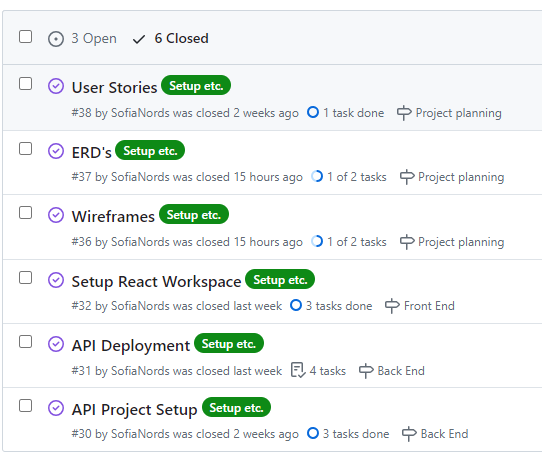 3 Open 6 Closed
User Stories Setup etc.
#38 by SofiaNords was closed 2 weeks ago 1 task done Project planning
ERD's Setup etc.
#37 by SofiaNords was closed 15 hours ago 1 of 2 tasks Project planning
Wireframes Setup etc.
#36 by SofiaNords was closed 15 hours ago 1 of 2 tasks Project planning
Setup React Workspace Setup etc.
#32 by SofiaNords was closed last week 3 tasks done Front End
API Deployment Setup etc.
#31 by SofiaNords was closed last week 4 tasks Back End
API Project Setup Setup etc.
#30 by SofiaNords was closed 2 weeks ago 3 tasks done Back End